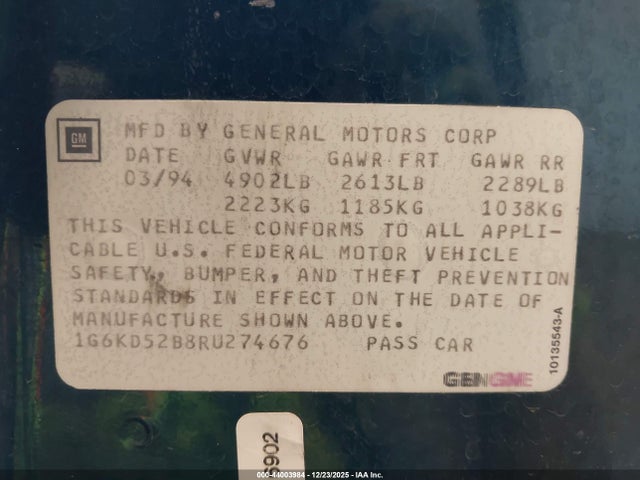 GM
MFD BY GENERAL MOTORS CORP
DATE GVWR GAWR FRT GAWR RR
03/94 4902LB 2613LB 2289LB
2223KG 1185KG 1038KG
THIS VEHICLE CONFORMS TO ALL APPLI-
CABLE U.S. FEDERAL MOTOR VEHICLE
SAFETY, BUMPER, AND THEFT PREVENTION
STANDARDS IN EFFECT ON THE DATE OF
MANUFACTURE SHOWN ABOVE.
1G6KD52B8RU274676 PASS CAR
10135543-A
000-44003984 - 12/23/2025 - IAA Inc.